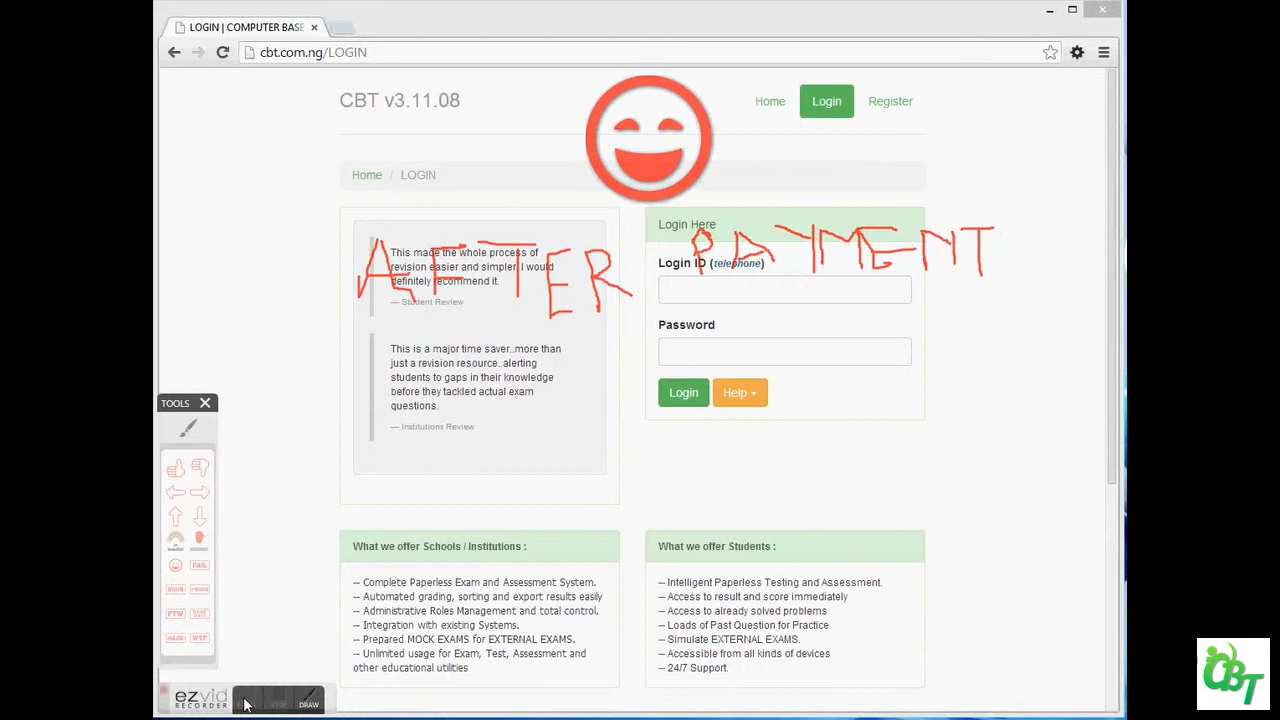 LOGIN | COMPUTER BASE
cbt.com.ng/LOGIN
CBT v3.11.08
Home
Login
Register
Home / LOGIN
AFTER PAYMENT
This made the whole process of
revision easier and simpler. I would
definitely recommend it.
— Student Review
This is a major time saver..more than
just a revision resource..alerting
students to gaps in their knowledge
before they tackled actual exam
questions.
— Institutions Review
Login Here
Login ID (telephone)
Password
Login
Help
TOOLS
FAIL
FTW
WTF
What we offer Schools / Institutions :
-- Complete Paperless Exam and Assessment System.
-- Automated grading, sorting and export results easily
-- Administrative Roles Management and total control.
-- Integration with existing Systems.
-- Prepared MOCK EXAMS for EXTERNAL EXAMS.
-- Unlimited usage for Exam, Test, Assessment and
other educational utilities
What we offer Students :
-- Intelligent Paperless Testing and Assessment.
-- Access to result and score immediately
-- Access to already solved problems
-- Loads of Past Question for Practice
-- Simulate EXTERNAL EXAMS.
-- Accessible from all kinds of devices
-- 24/7 Support.
ezvid
RECORDER
STOP
DRAW
CBT